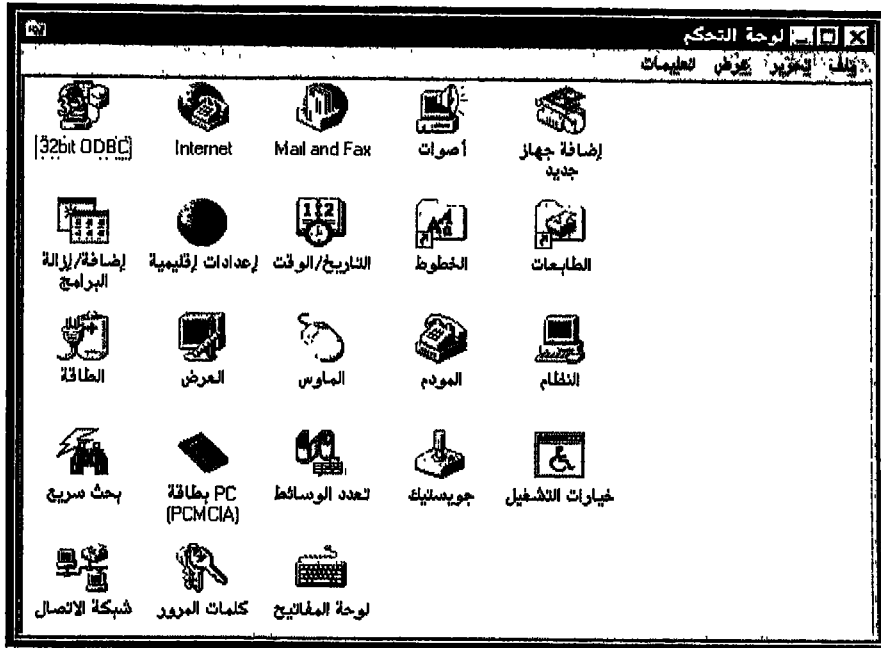 لوحة التحكم
ملف تحرير عرض تعليمات
32bit ODBC
Internet
Mail and Fax
أصوات
إضافة جهاز
جديد
إضافة/إزالة
البرامج
إعدادات إقليمية
التاريخ/الوقت
الخطوط
الطابعات
الطاقة
العرض
الماوس
المودم
النظام
بحث سريع
بطاقة PC
(PCMCIA)
تعدد الوسائط
جويستيك
خيارات التشغيل
شبكة الاتصال
كلمات المرور
لوحة المفاتيح